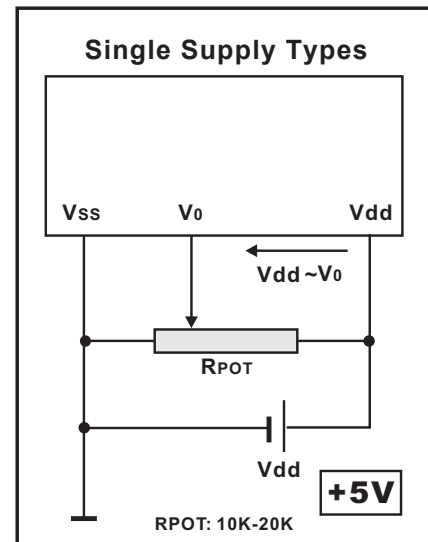 Single Supply Types
VSS V0 Vdd
Vdd ~V0
RPOT
Vdd
+5V
RPOT: 10K-20K